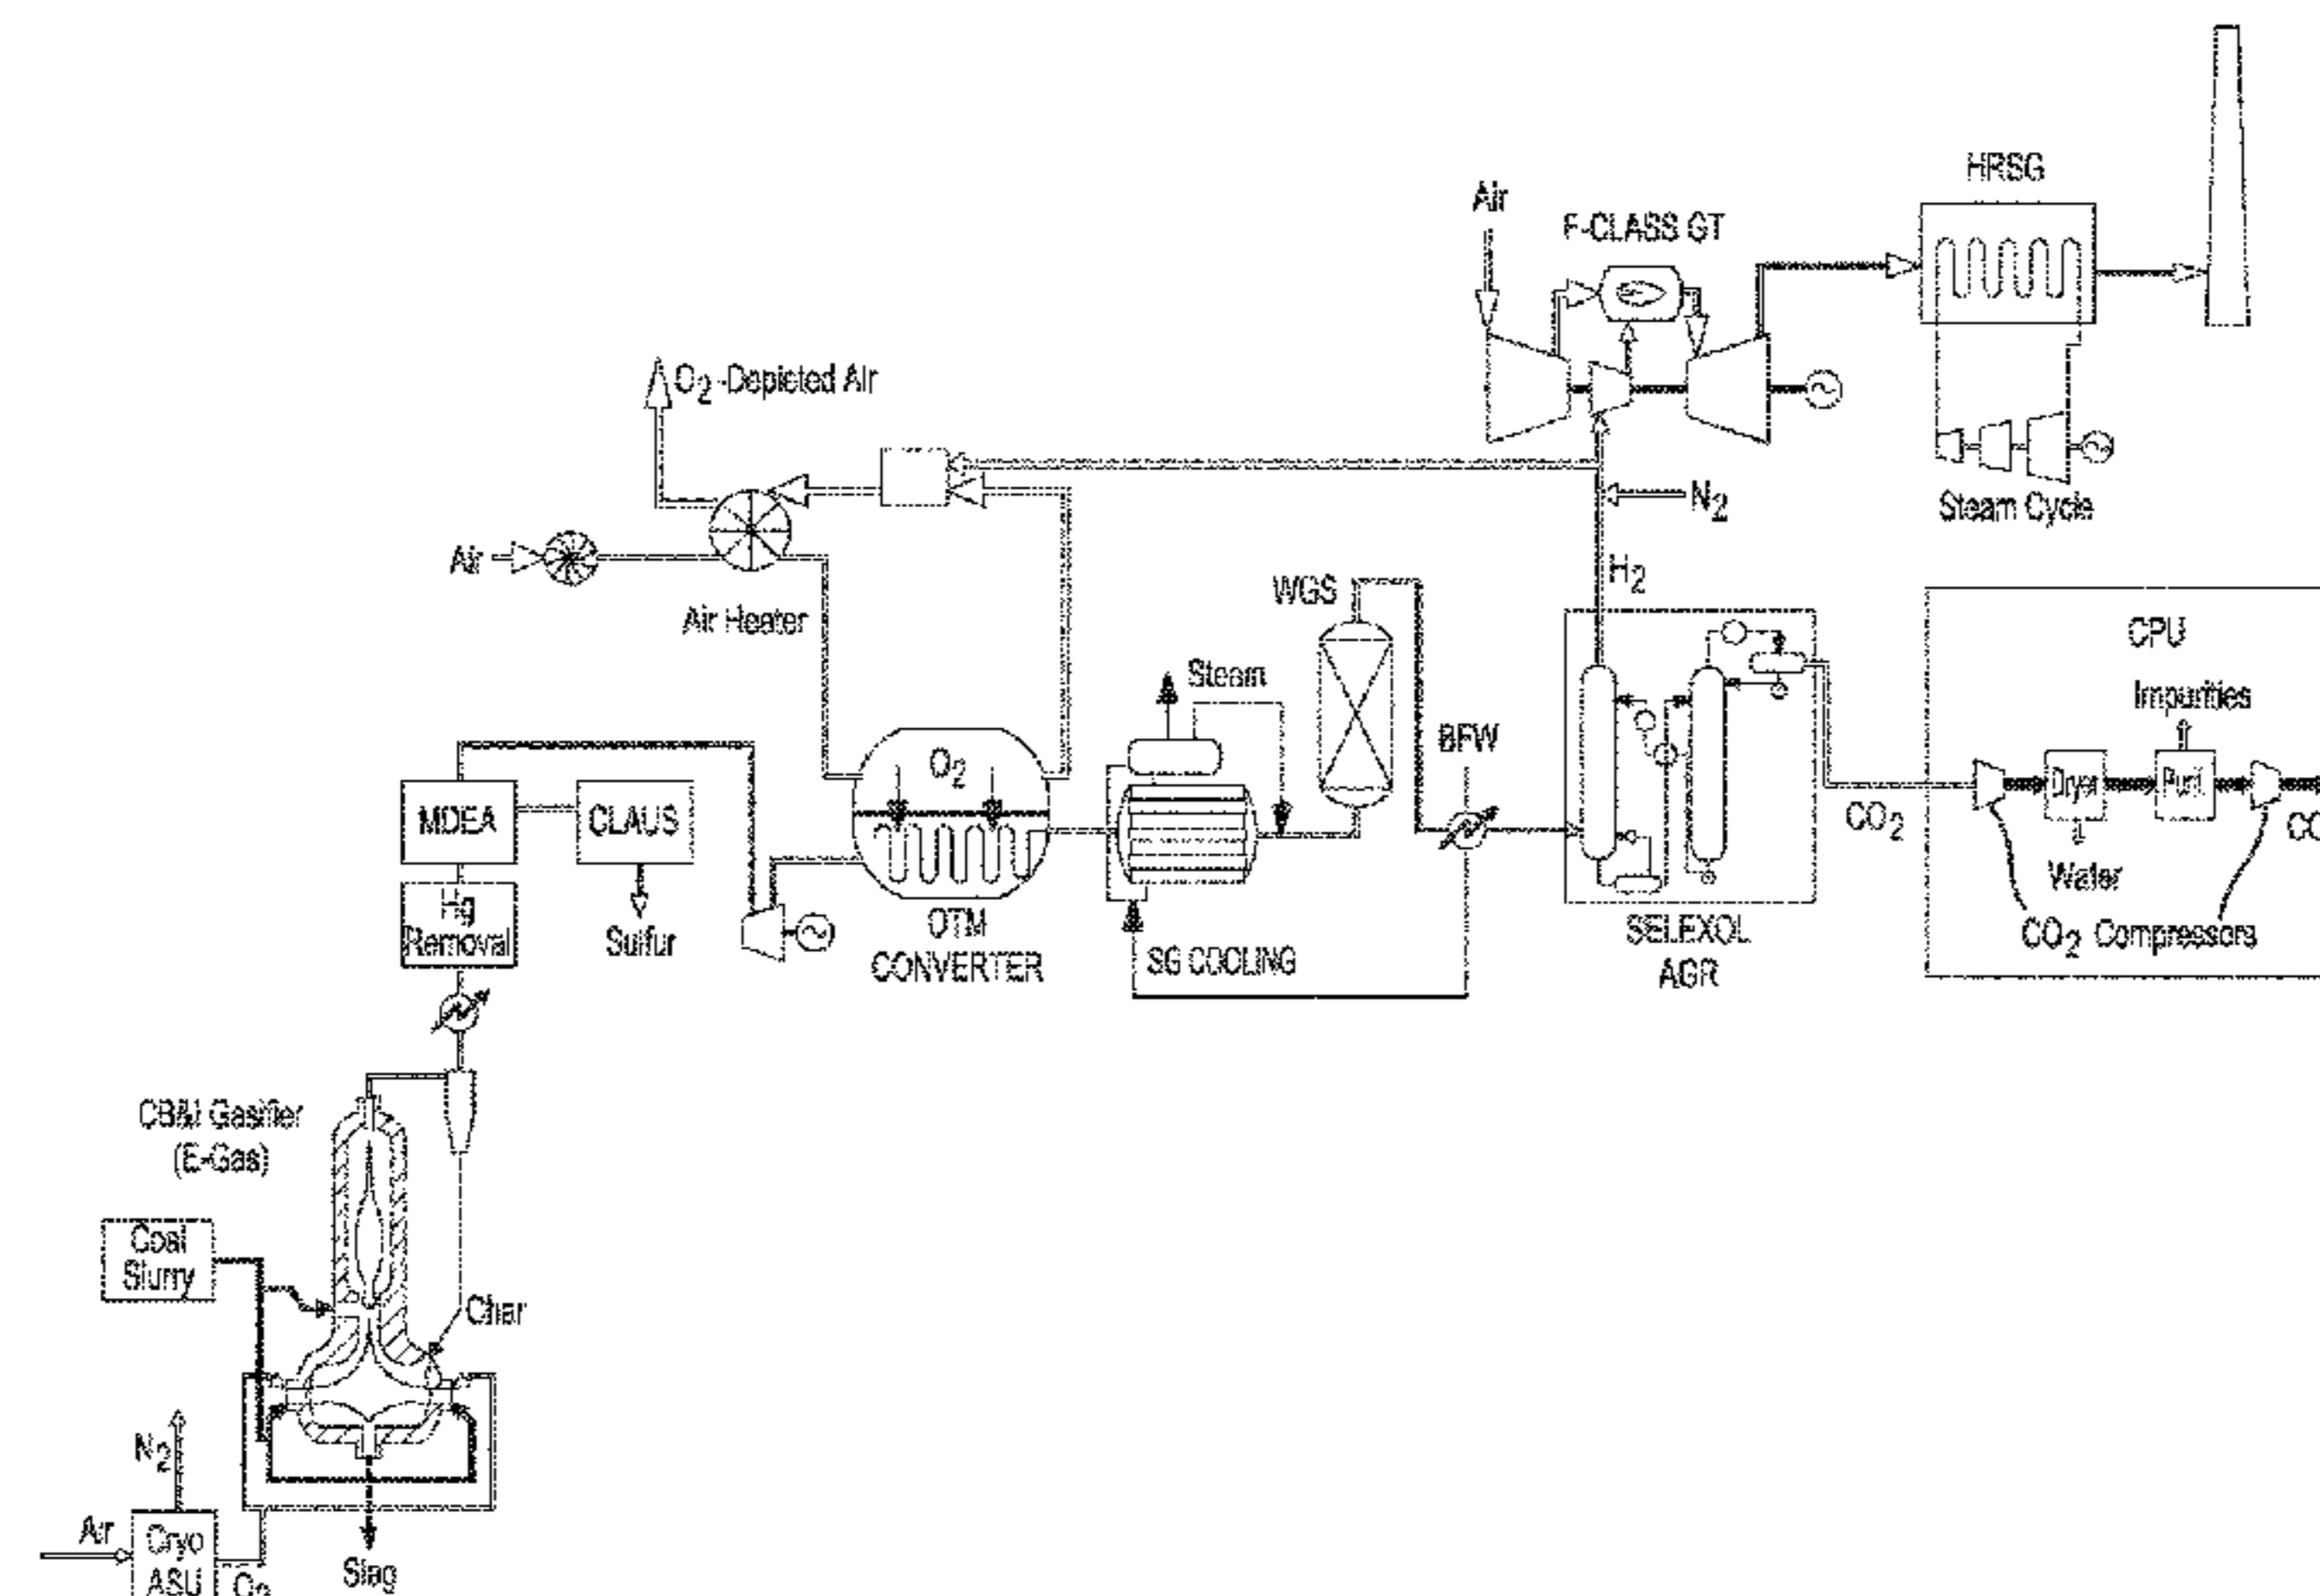 HRSG
Air
F-CLASS GT
O2-Depleted Air
N2
Steam Cycle
Air
H2
WGS
Air Heater
CPU
Steam
Impurities
BFW
O2
MDEA
CLAUS
Dryer
Puri.
CO2
CO
Water
Hg
Removal
Sulfur
OTM
CONVERTER
SG COOLING
SELEXOL
AGR
CO2 Compressors
CB&I Gasifier
(E-Gas)
Coal
Slurry
Char
N2
Air
Cryo
ASU
O2
Slag